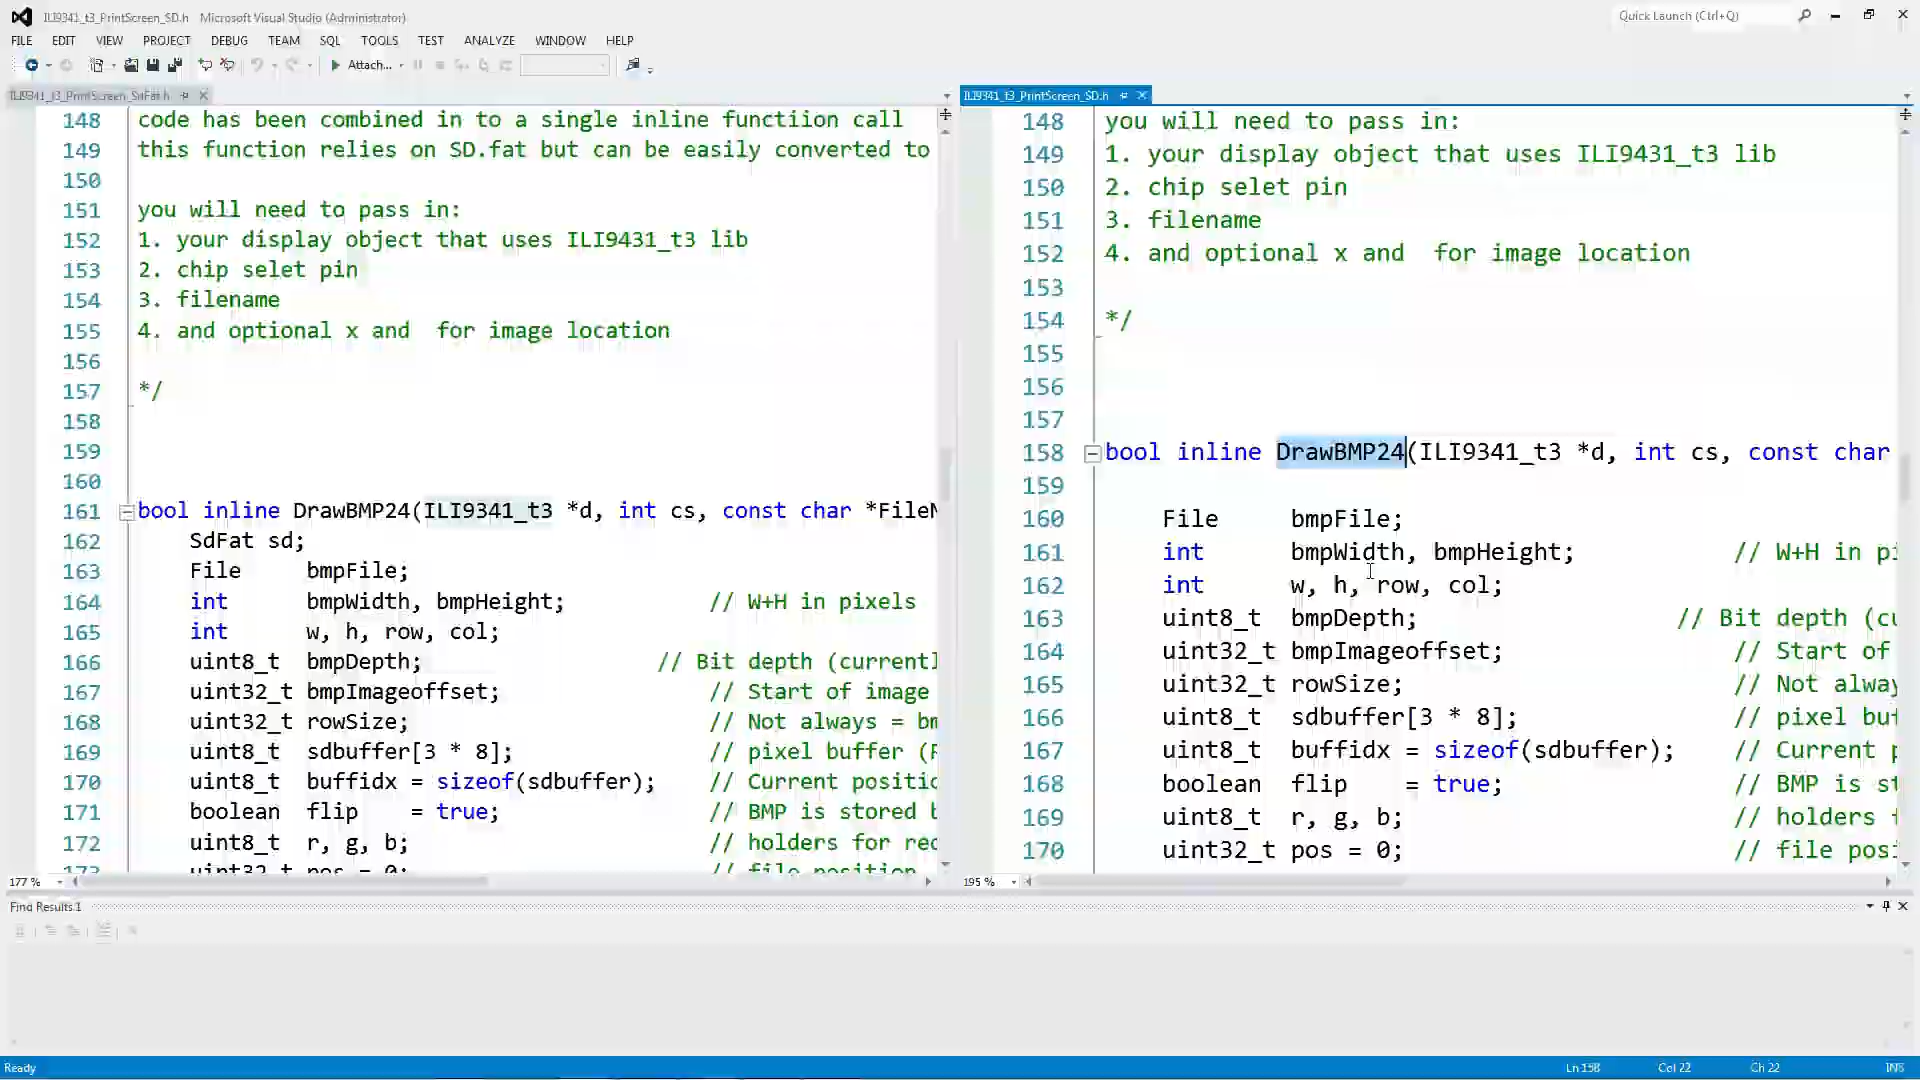 ILI9341_t3_PrintScreen_SD.h    Microsoft Visual Studio (Administrator)
Quick Launch (Ctrl+Q)
FILE EDIT VIEW PROJECT DEBUG TEAM SQL TOOLS TEST ANALYZE WINDOW HELP
Attach...
ILI9341_t3_PrintScreen_SdFat.h
148 code has been combined in to a single inline functiion call
149 this function relies on SD.fat but can be easily converted to
150
151 you will need to pass in:
152 1. your display object that uses ILI9431_t3 lib
153 2. chip selet pin
154 3. filename
155 4. and optional x and  for image location
156
157 */
158
159
160
161 bool inline DrawBMP24(ILI9341_t3 *d, int cs, const char *FileN
162 SdFat sd;
163 File bmpFile;
164 int bmpWidth, bmpHeight; // W+H in pixels
165 int w, h, row, col;
166 uint8_t bmpDepth; // Bit depth (currentl
167 uint32_t bmpImageoffset; // Start of image
168 uint32_t rowSize; // Not always = bm
169 uint8_t sdbuffer[3 * 8]; // pixel buffer (R
170 uint8_t buffidx = sizeof(sdbuffer); // Current positio
171 boolean flip = true; // BMP is stored b
172 uint8_t r, g, b; // holders for rec
173 uint32_t pos = 0; // file position
177 %
ILI9341_t3_PrintScreen_SD.h
148 you will need to pass in:
149 1. your display object that uses ILI9431_t3 lib
150 2. chip selet pin
151 3. filename
152 4. and optional x and  for image location
153
154 */
155
156
157
158 bool inline DrawBMP24(ILI9341_t3 *d, int cs, const char
159
160 File bmpFile;
161 int bmpWidth, bmpHeight; // W+H in pi
162 int w, h, row, col;
163 uint8_t bmpDepth; // Bit depth (cu
164 uint32_t bmpImageoffset; // Start of
165 uint32_t rowSize; // Not alway
166 uint8_t sdbuffer[3 * 8]; // pixel buf
167 uint8_t buffidx = sizeof(sdbuffer); // Current p
168 boolean flip = true; // BMP is st
169 uint8_t r, g, b; // holders f
170 uint32_t pos = 0; // file posi
195 %
Find Results 1
Ready
Ln 158 Col 22 Ch 22 INS